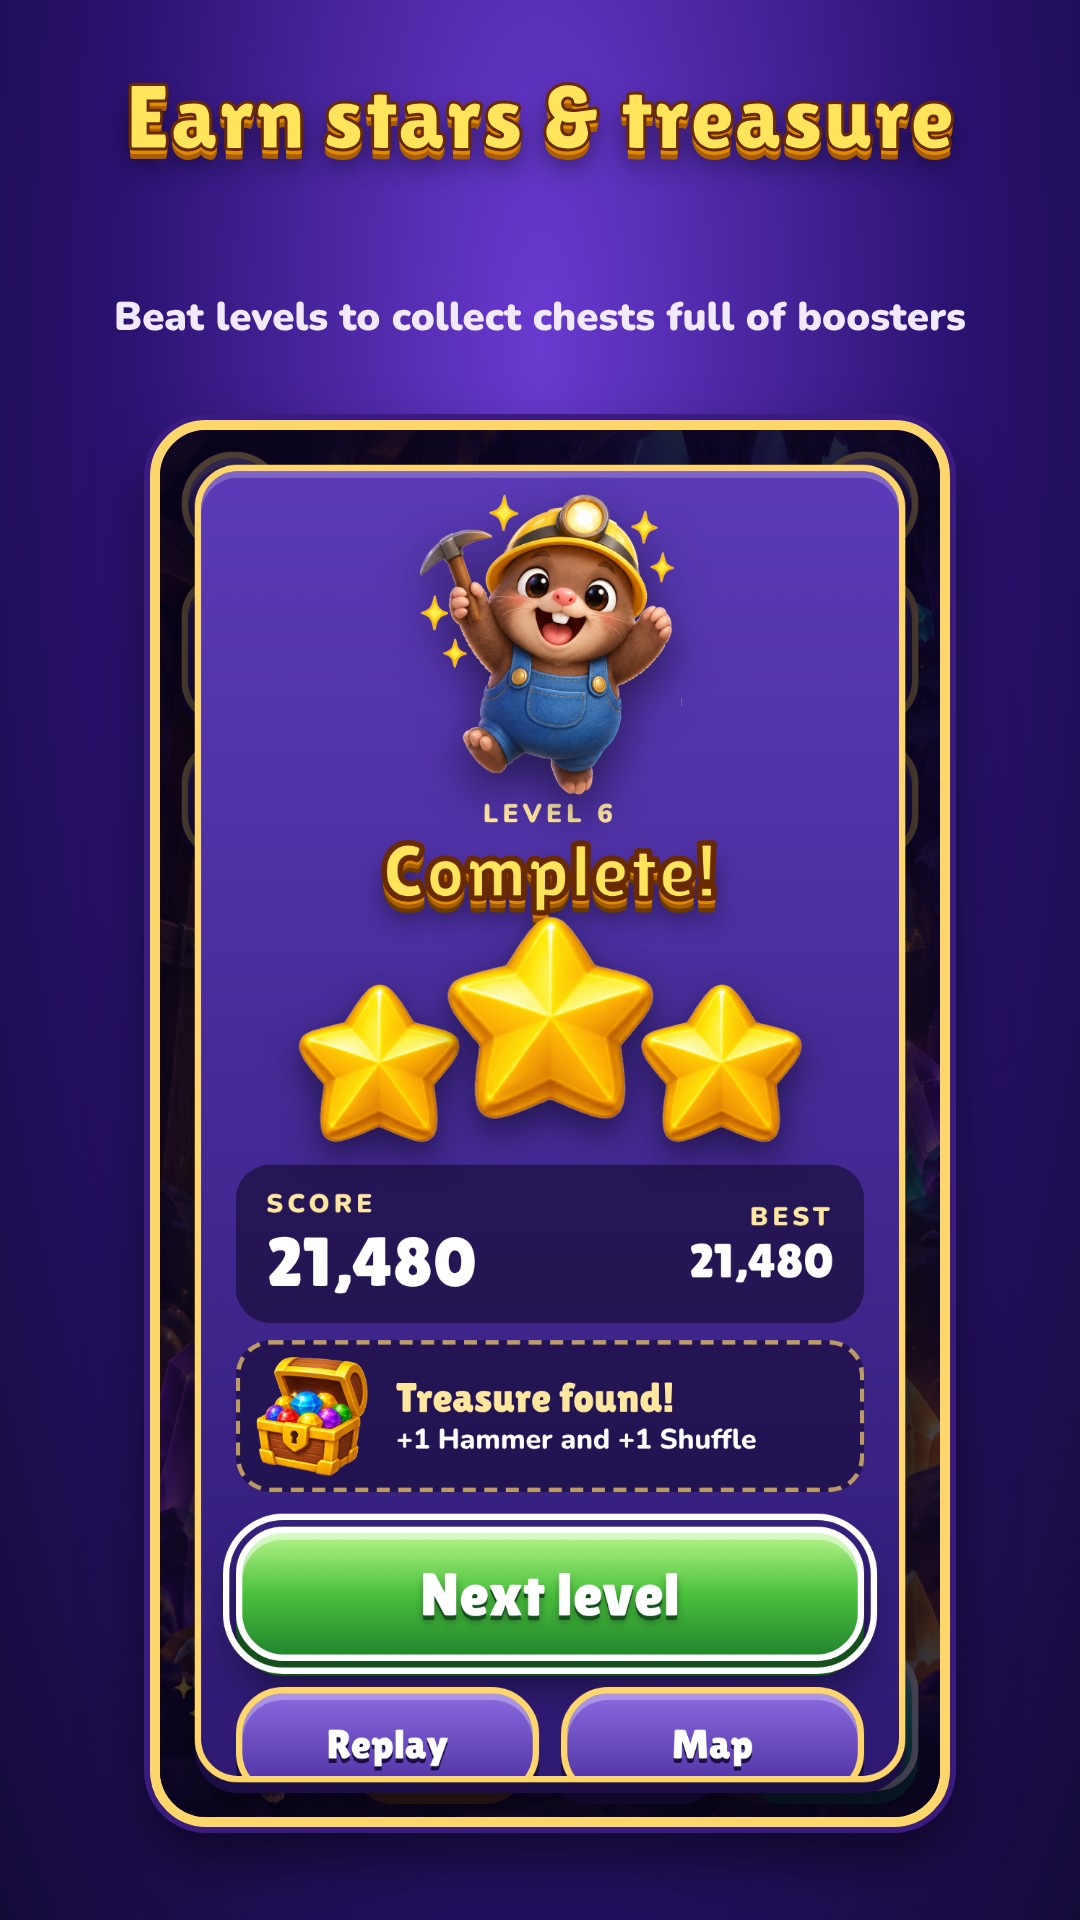 Earn stars & treasure
Beat levels to collect chests full of boosters
LEVEL 6
Complete!
SCORE
21,480
BEST
21,480
Treasure found!
+1 Hammer and +1 Shuffle
Next level
Replay
Map